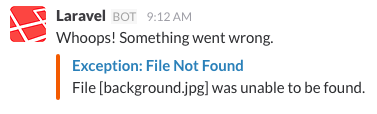 Laravel BOT 9:12 AM
Whoops! Something went wrong.
Exception: File Not Found
File [background.jpg] was unable to be found.